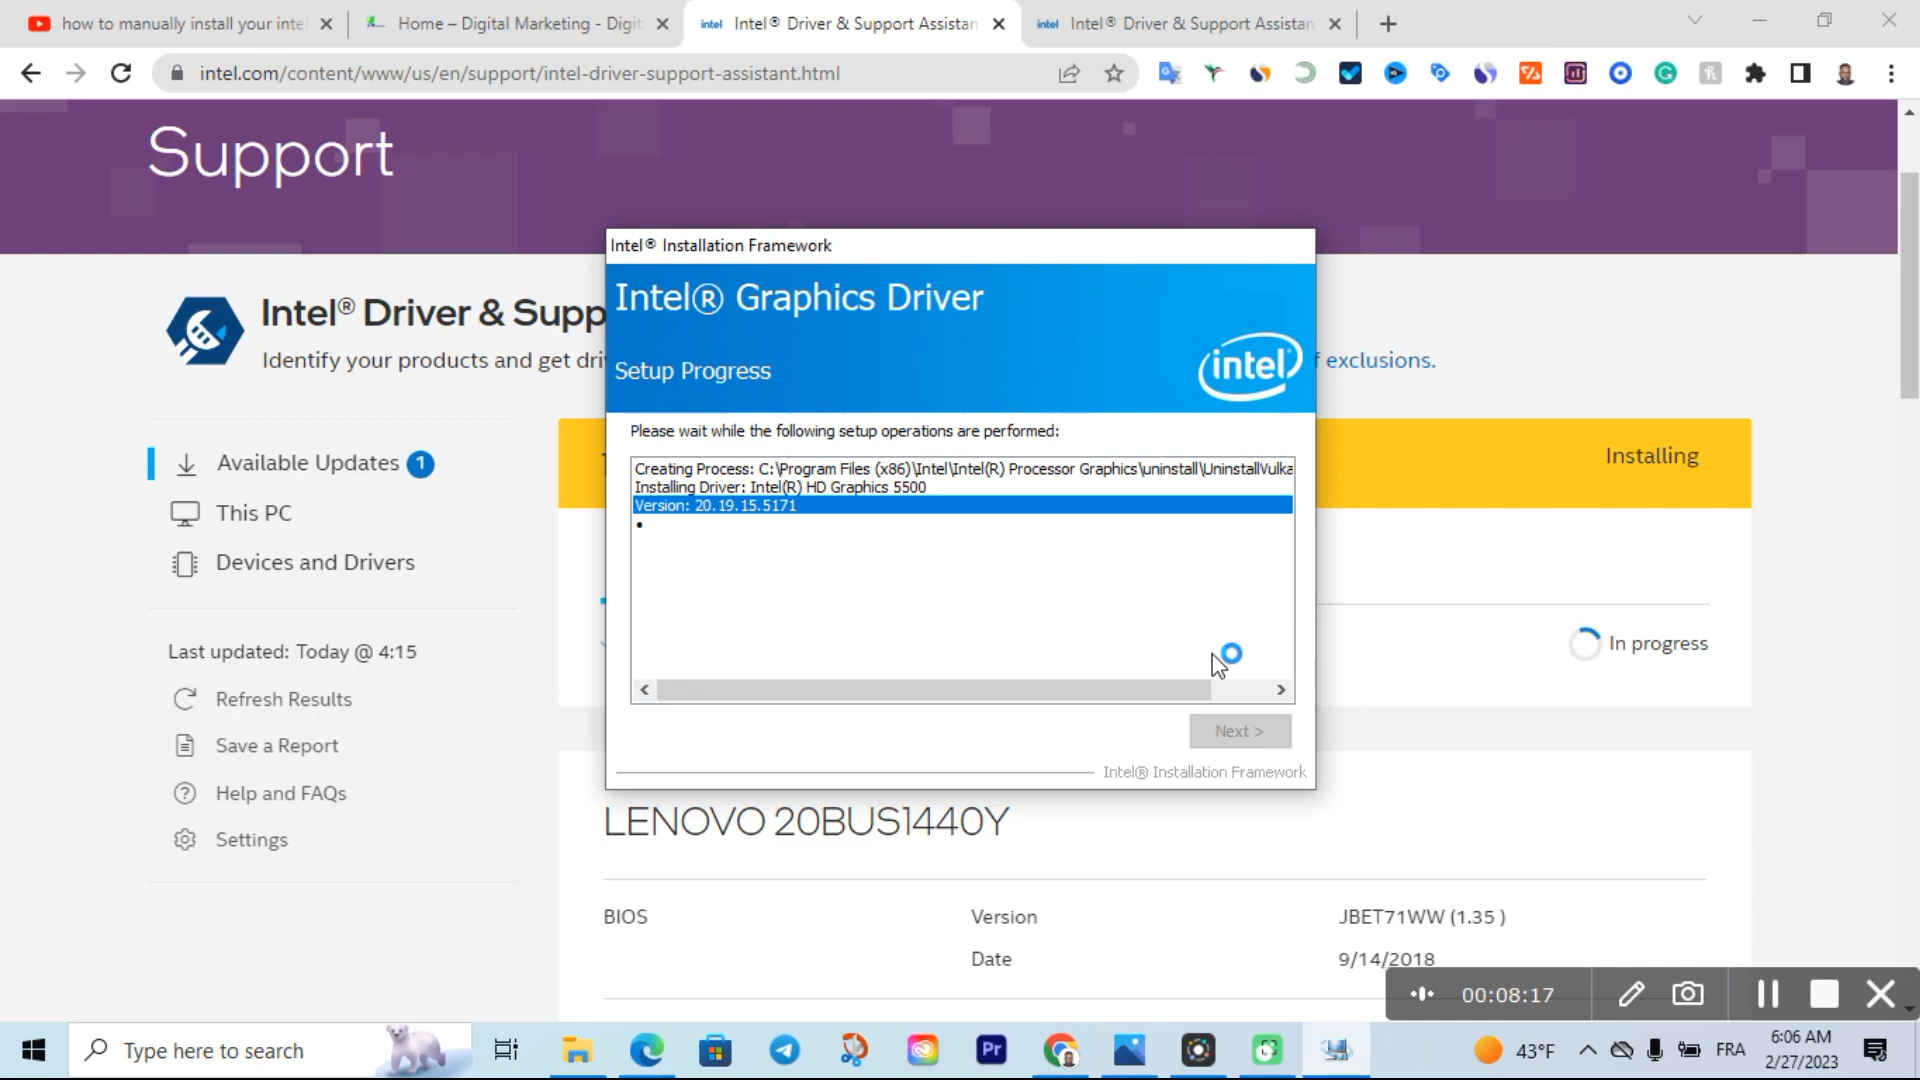 how to manually install your inte
Home – Digital Marketing - Digit
intel Intel® Driver & Support Assistan
intel Intel® Driver & Support Assistan
intel.com/content/www/us/en/support/intel-driver-support-assistant.html
Support
Intel® Driver & Supp
Identify your products and get dri
f exclusions.
Available Updates 1
This PC
Devices and Drivers
Last updated: Today @ 4:15
Refresh Results
Save a Report
Help and FAQs
Settings
Installing
In progress
Intel® Installation Framework
Intel® Graphics Driver
Setup Progress
intel
Please wait while the following setup operations are performed:
Creating Process: C:\Program Files (x86)\Intel\Intel(R) Processor Graphics\uninstall\UninstallVulka
Installing Driver: Intel(R) HD Graphics 5500
Version: 20.19.15.5171
Next >
Intel® Installation Framework
LENOVO 20BUS1440Y
BIOS Version JBET71WW (1.35 )
Date 9/14/2018
00:08:17
Type here to search
Pr
43°F
FRA
6:06 AM
2/27/2023